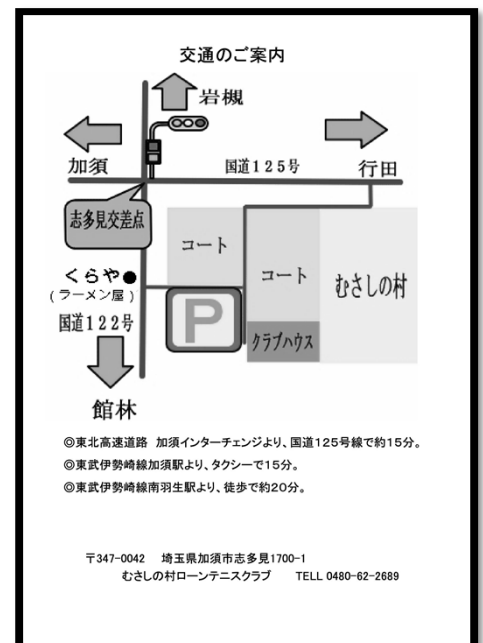 交通のご案内
岩槻
加須
国道125号
行田
志多見交差点
コート
くらや●
(ラーメン屋)
コート
むさしの村
P
国道122号
クラブハウス
館林
◎東北高速道路 加須インターチェンジより、国道125号線で約15分。
◎東武伊勢崎線加須駅より、タクシーで15分。
◎東武伊勢崎線南羽生駅より、徒歩で約20分。
〒347-0042 埼玉県加須市志多見1700-1
むさしの村ローンテニスクラブ TELL 0480-62-2689